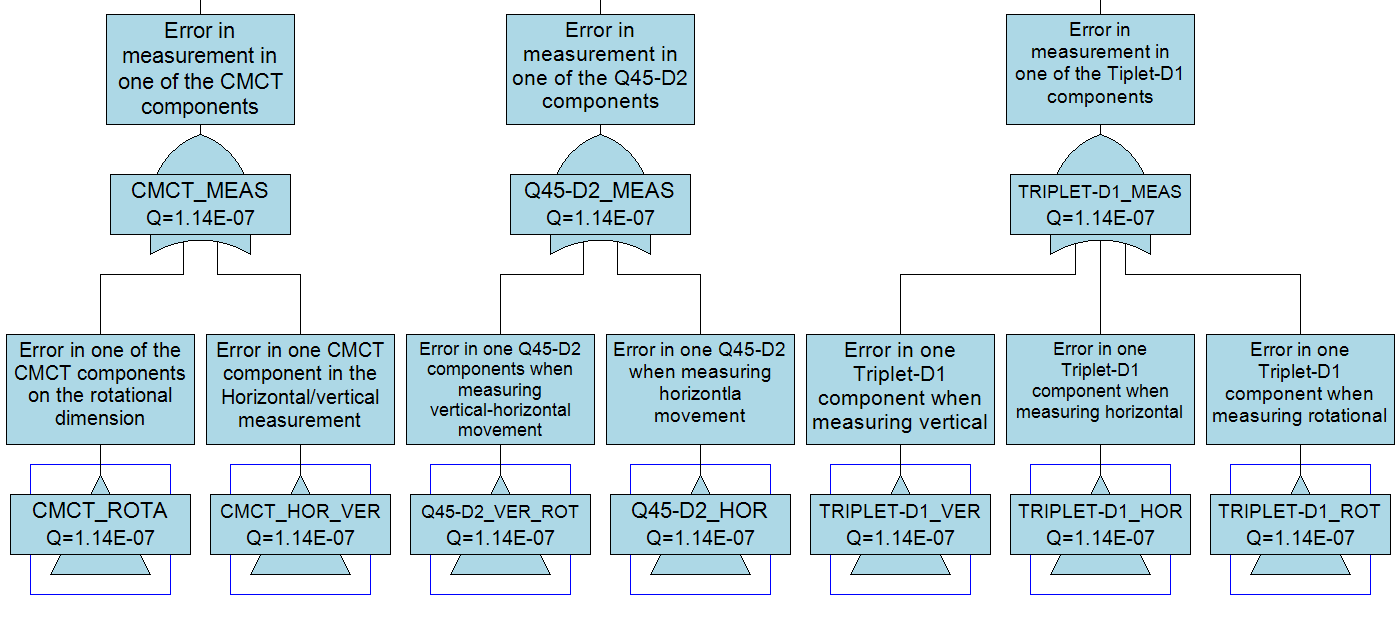 Error in
measurement in
one of the CMCT
components
Error in
measurement in
one of the Q45-D2
components
Error in
measurement in
one of the Tiplet-D1
components
CMCT_MEAS
Q=1.14E-07
Q45-D2_MEAS
Q=1.14E-07
TRIPLET-D1_MEAS
Q=1.14E-07
Error in one of the
CMCT components
on the rotational
dimension
Error in one CMCT
component in the
Horizontal/vertical
measurement
Error in one Q45-D2
components when
measuring
vertical-horizontal
movement
Error in one Q45-D2
when measuring
horizontla
movement
Error in one
Triplet-D1
component when
measuring vertical
Error in one
Triplet-D1
component when
measuring horizontal
Error in one
Triplet-D1
component when
measuring rotational
CMCT_ROTA
Q=1.14E-07
CMCT_HOR_VER
Q=1.14E-07
Q45-D2_VER_ROT
Q=1.14E-07
Q45-D2_HOR
Q=1.14E-07
TRIPLET-D1_VER
Q=1.14E-07
TRIPLET-D1_HOR
Q=1.14E-07
TRIPLET-D1_ROT
Q=1.14E-07